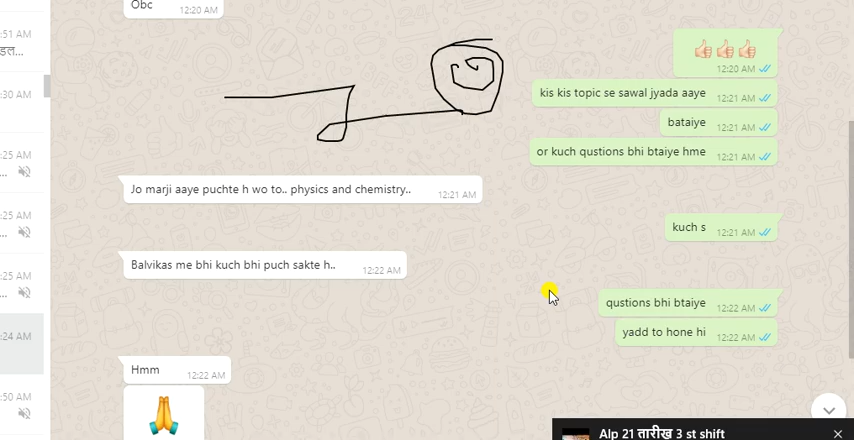 :51 AM
:30 AM
:25 AM
:25 AM
:25 AM
:24 AM
:50 AM
Obc
12:20 AM
👍👍👍
12:20 AM
kis kis topic se sawal jyada aaye
12:21 AM
bataiye
12:21 AM
or kuch qustions bhi btaiye hme
12:21 AM
Jo marji aaye puchte h wo to.. physics and chemistry..
12:21 AM
kuch s
12:21 AM
Balvikas me bhi kuch bhi puch sakte h..
12:22 AM
qustions bhi btaiye
12:22 AM
yadd to hone hi
12:22 AM
Hmm
12:22 AM
🙏
Alp 21 तारीख 3 st shift